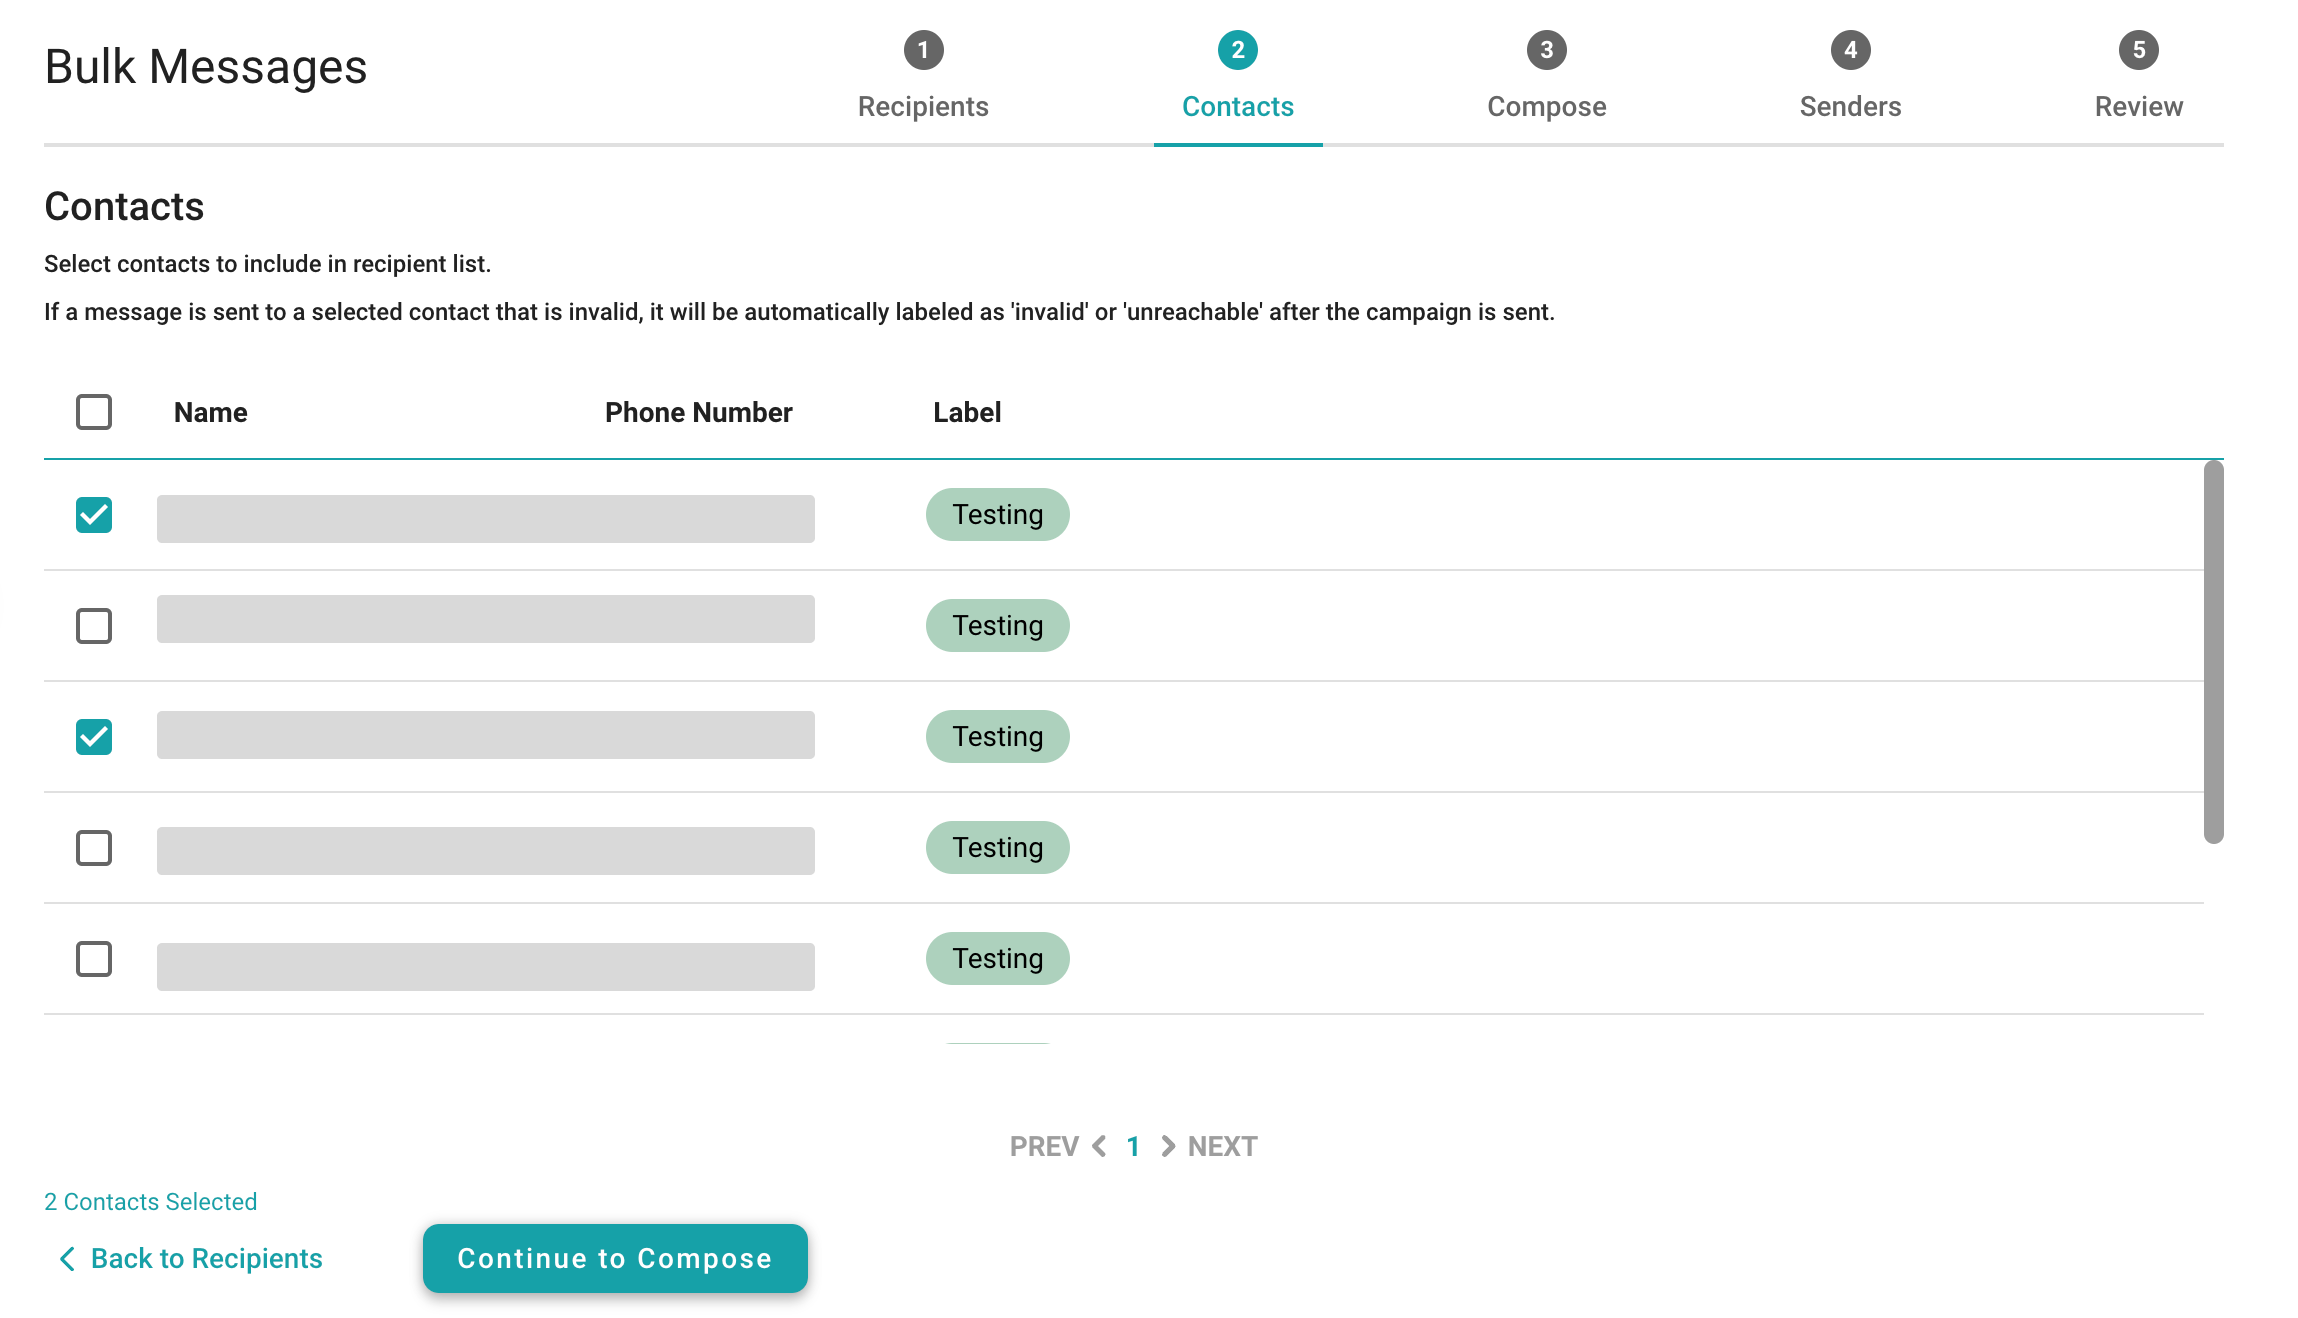 Bulk Messages
1
Recipients
2
Contacts
3
Compose
4
Senders
5
Review
Contacts
Select contacts to include in recipient list.
If a message is sent to a selected contact that is invalid, it will be automatically labeled as 'invalid' or 'unreachable' after the campaign is sent.
Name Phone Number Label
Testing
Testing
Testing
Testing
Testing
PREV 1 NEXT
2 Contacts Selected
Back to Recipients
Continue to Compose